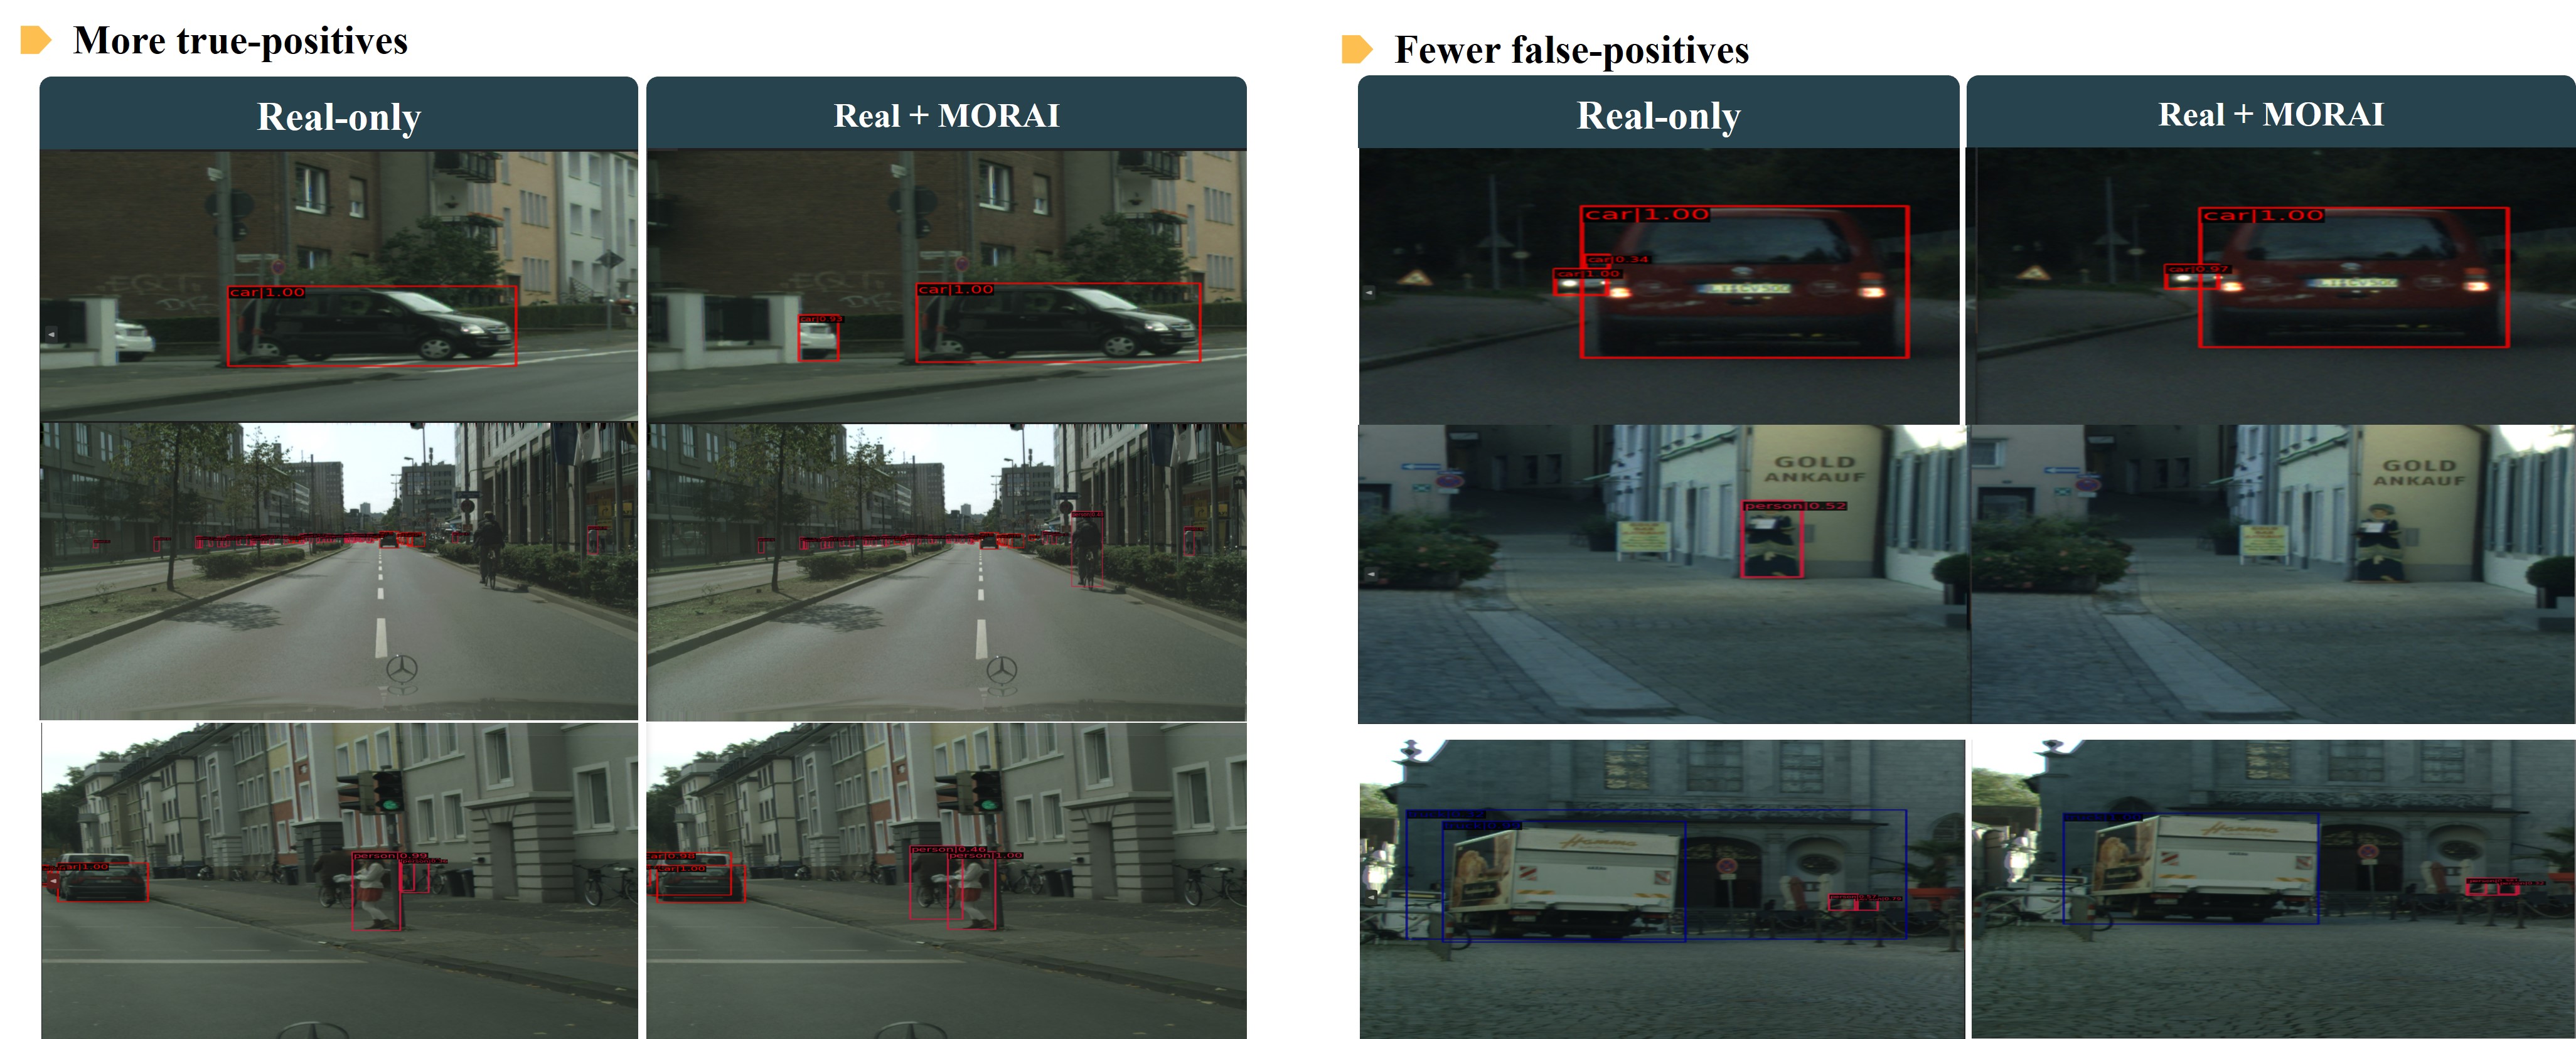 More true-positives
Real-only
Real + MORAI
car|1.00
car|0.93
car|1.00
car|1.00
person|0.99
car|0.98
car|1.00
person|0.46
person|1.00
Fewer false-positives
Real-only
Real + MORAI
car|1.00
car|0.34
car|1.00
car|1.00
car|0.97
GOLD
ANKAUF
person|0.52
GOLD
ANKAUF
Hamma
Hamma